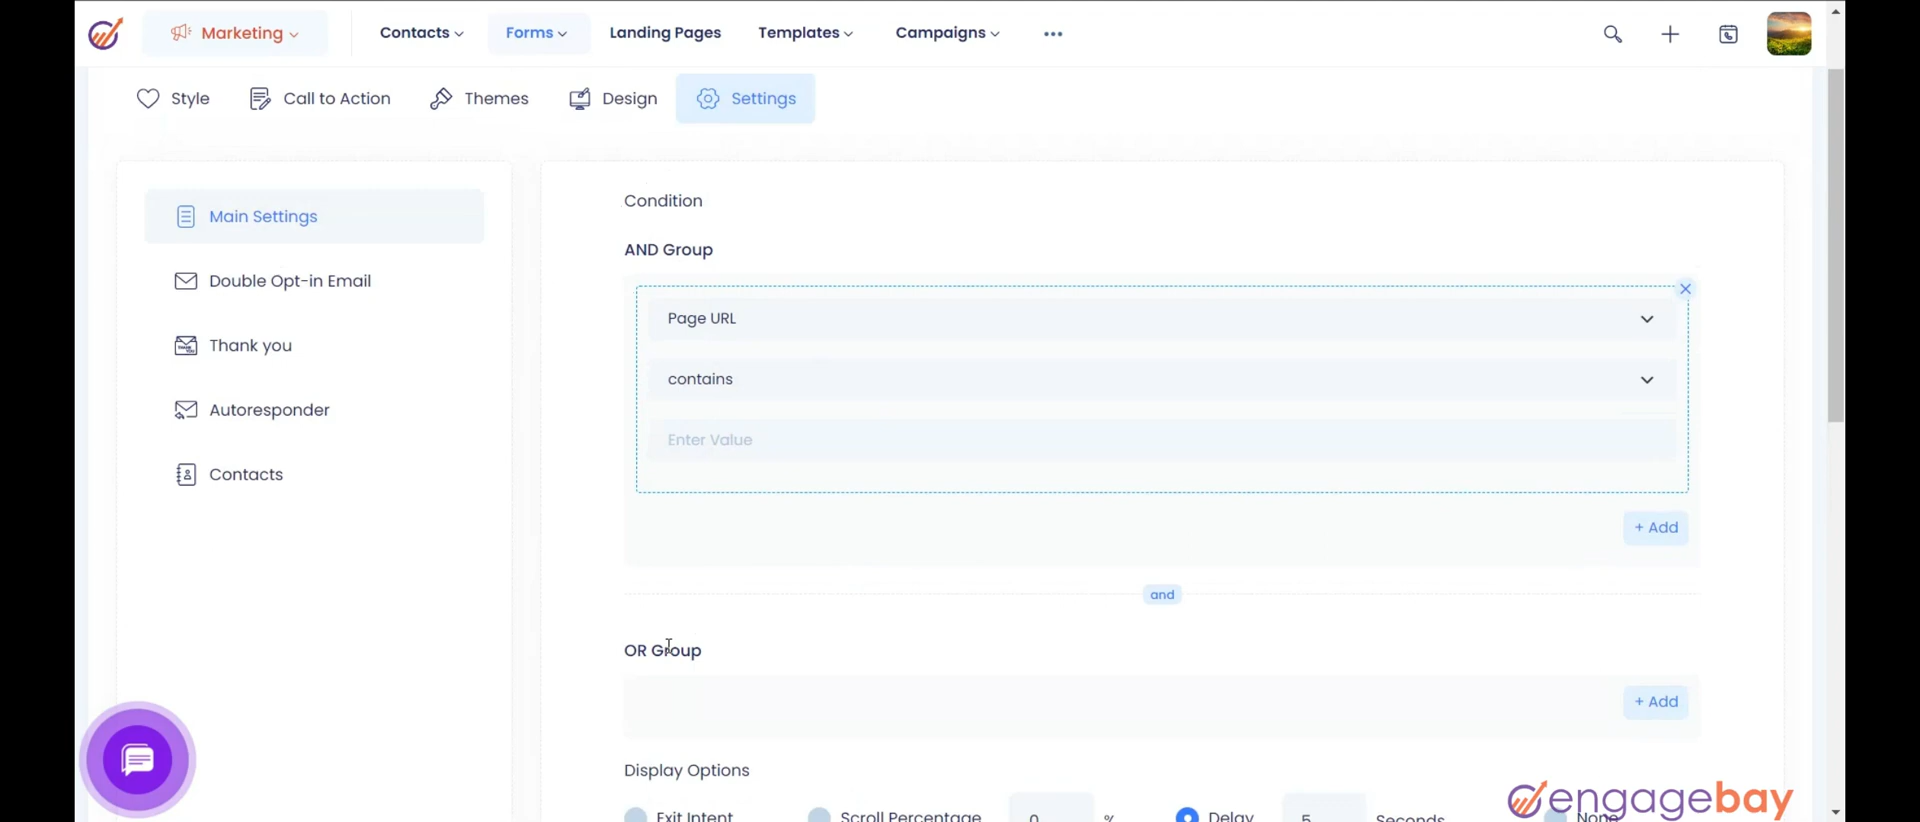 Marketing Contacts Forms Landing Pages Templates Campaigns
Style Call to Action Themes Design Settings
Main Settings
Double Opt-in Email
Thank you
Autoresponder
Contacts
Condition
AND Group
Page URL
contains
Enter Value
+ Add
and
OR Group
+ Add
Display Options
Exit Intent Scroll Percentage 0 % Delay 5 Seconds None
engagebay